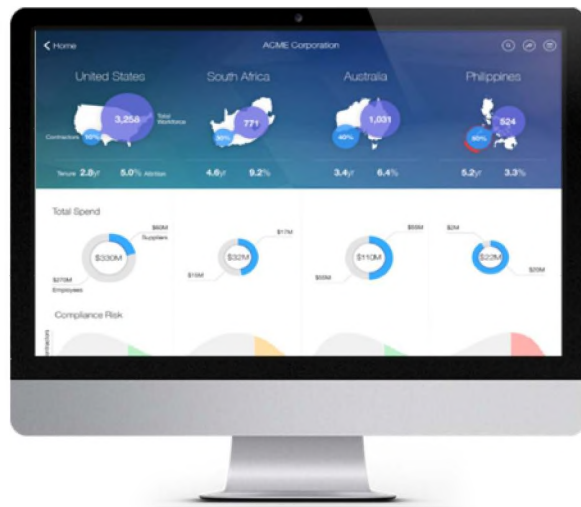 Home
ACME Corporation
United States
South Africa
Australia
Philippines
3,258
Total Workforce
771
1,031
524
Contractors
30%
40%
Tenure 2.8yr 5.0% Attrition
4.6yr 9.2%
3.4yr 6.4%
5.2yr 3.3%
Total Spend
$60M
Suppliers
$330M
$270M
Employees
$17M
$32M
$15M
$55M
$110M
$55M
$2M
$22M
$20M
Compliance Risk